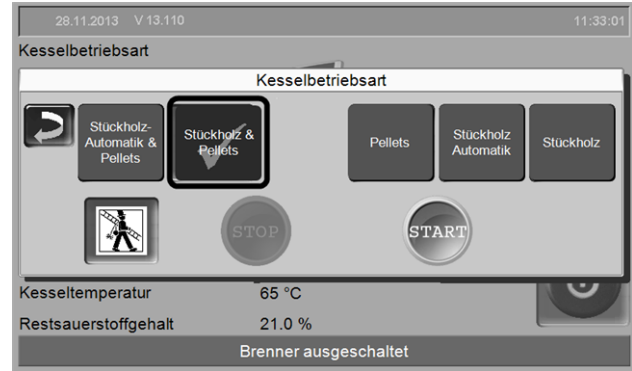 28.11.2013 V 13.110 11:33:01
Kesselbetriebsart
Kesselbetriebsart
Stückholz-
Automatik &
Pellets
Stückholz &
Pellets
Pellets
Stückholz
Automatik
Stückholz
STOP
START
Kesseltemperatur 65 °C
Restsauerstoffgehalt 21.0 %
Brenner ausgeschaltet